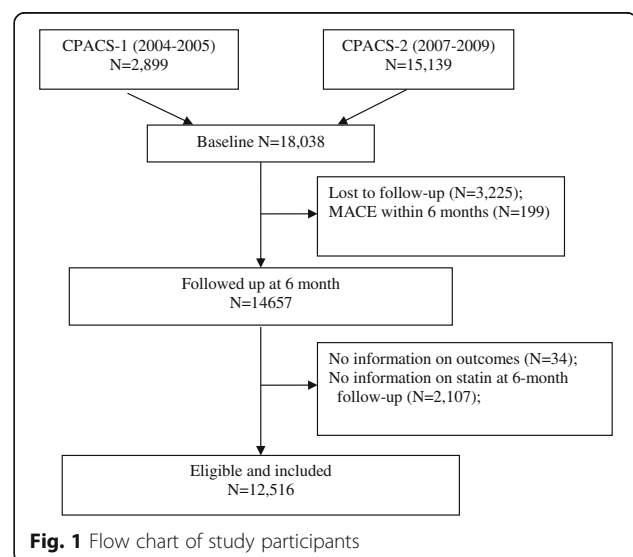 CPACS-1 (2004-2005)
N=2,899
CPACS-2 (2007-2009)
N=15,139
Baseline N=18,038
Lost to follow-up (N=3,225);
MACE within 6 months (N=199)
Followed up at 6 month
N=14657
No information on outcomes (N=34);
No information on statin at 6-month
follow-up (N=2,107);
Eligible and included
N=12,516
Fig. 1 Flow chart of study participants